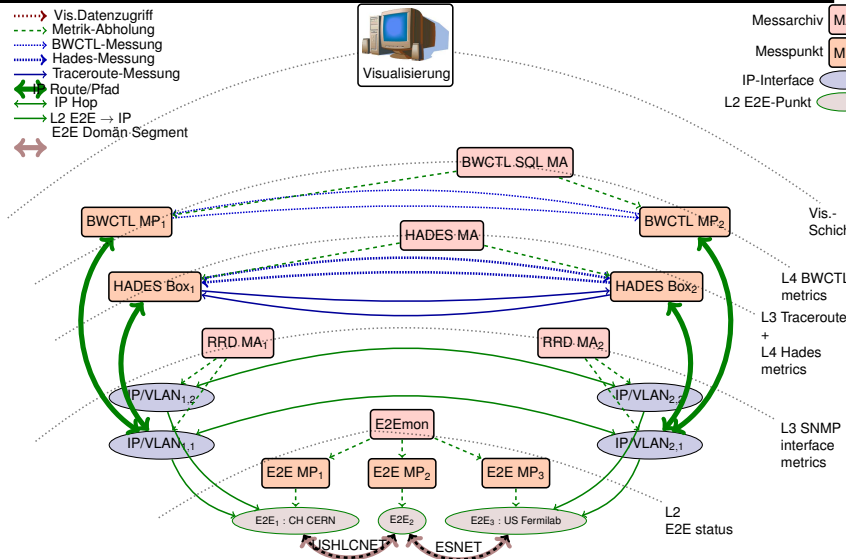 Vis.Datenzugriff
Metrik-Abholung
BWCTL-Messung
Hades-Messung
Traceroute-Messung
IP Route/Pfad
IP Hop
L2 E2E → IP
E2E Domän Segment
Visualisierung
Messarchiv M
Messpunkt M
IP-Interface
L2 E2E-Punkt
BWCTL SQL MA
BWCTL MP1
BWCTL MP2
Vis.-
Schich
HADES MA
HADES Box1
HADES Box2
L4 BWCTL
metrics
L3 Traceroute
+
L4 Hades
metrics
RRD MA1
RRD MA2
IP/VLAN1,2
IP/VLAN2,2
IP/VLAN1,1
IP/VLAN2,1
L3 SNMP
interface
metrics
E2Emon
E2E MP1
E2E MP2
E2E MP3
L2
E2E status
E2E1 : CH CERN
E2E2
E2E3 : US Fermilab
USHLCNET
ESNET